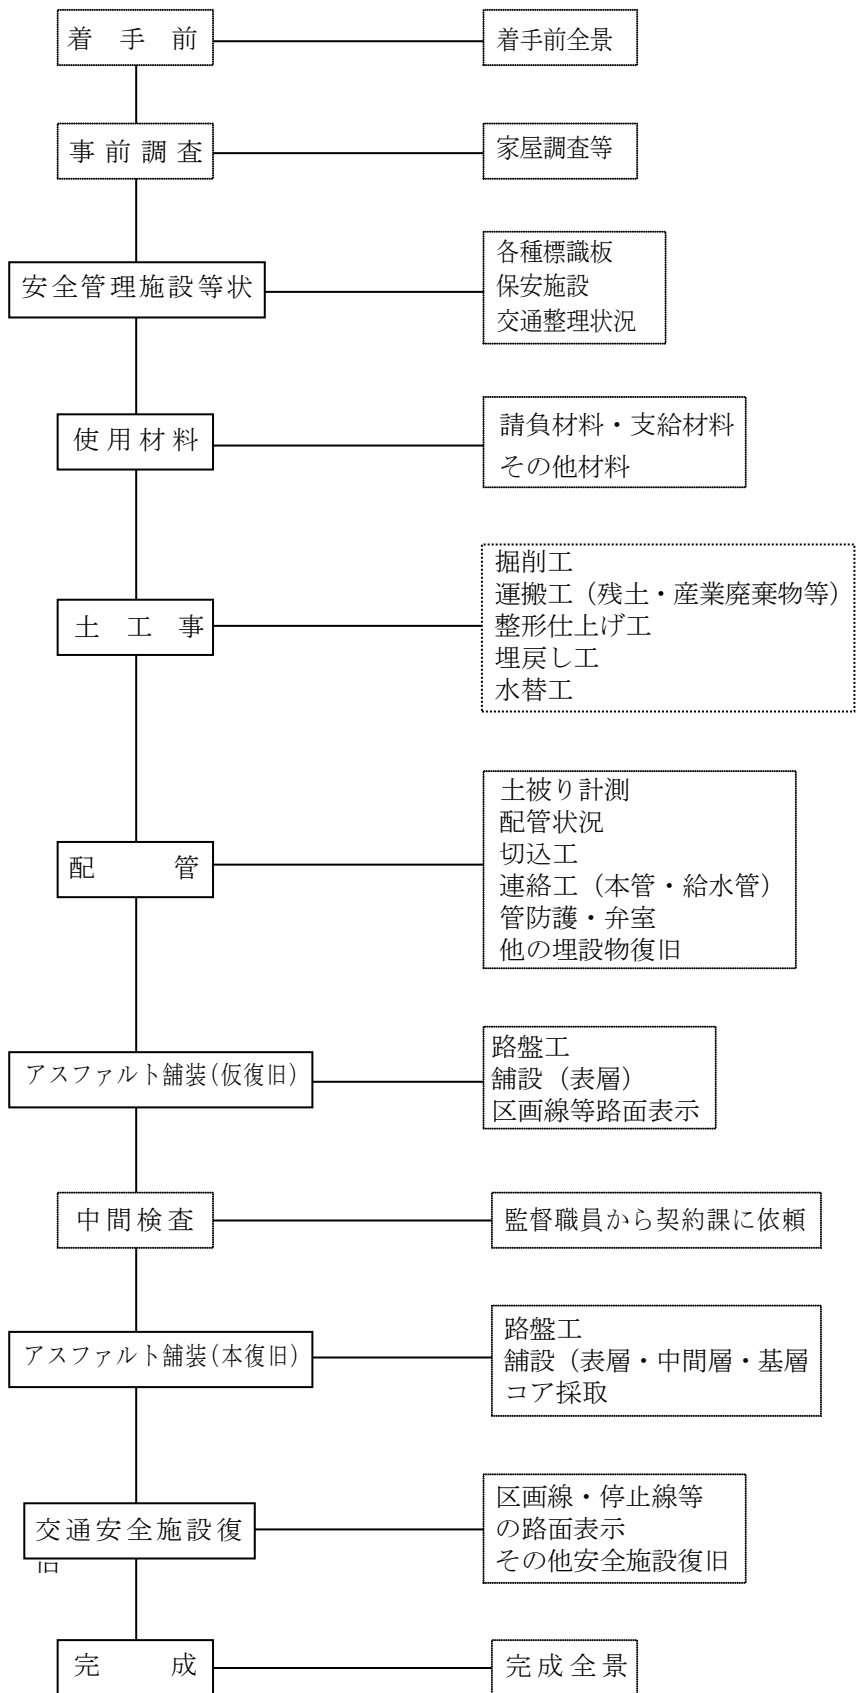 着手前
着手前全景
事前調査
家屋調査等
安全管理施設等状
各種標識板
保安施設
交通整理状況
使用材料
請負材料・支給材料
その他材料
土工事
掘削工
運搬工（残土・産業廃棄物等）
整形仕上げ工
埋戻し工
水替工
配管
土被り計測
配管状況
切込工
連絡工（本管・給水管）
管防護・弁室
他の埋設物復旧
アスファルト舗装(仮復旧)
路盤工
舗設（表層）
区画線等路面表示
中間検査
監督職員から契約課に依頼
アスファルト舗装(本復旧)
路盤工
舗設（表層・中間層・基層
コア採取
交通安全施設復
区画線・停止線等
の路面表示
その他安全施設復旧
完成
完成全景